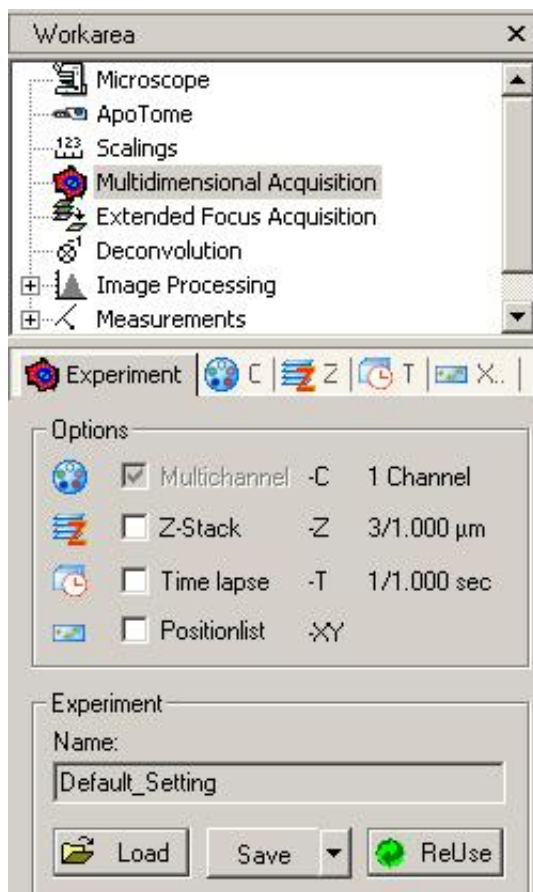 Workarea
Microscope
ApoTome
123 Scalings
Multidimensional Acquisition
Extended Focus Acquisition
Deconvolution
Image Processing
Measurements
Experiment C Z T X..
Options
Multichannel -C 1 Channel
Z-Stack -Z 3/1.000 µm
Time lapse -T 1/1.000 sec
Positionlist -XY
Experiment
Name:
Default_Setting
Load Save ReUse